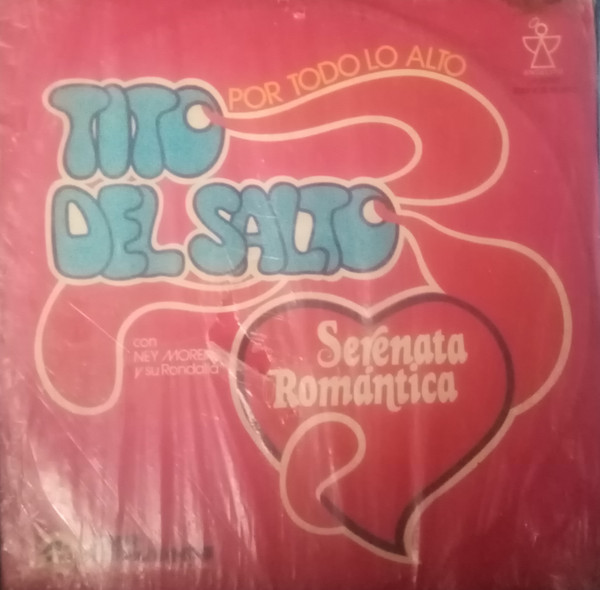 POR TODO LO ALTO
TITO
DEL SALTO
con
NEY MORENO
y su Rondalla
Serenata
Romántica